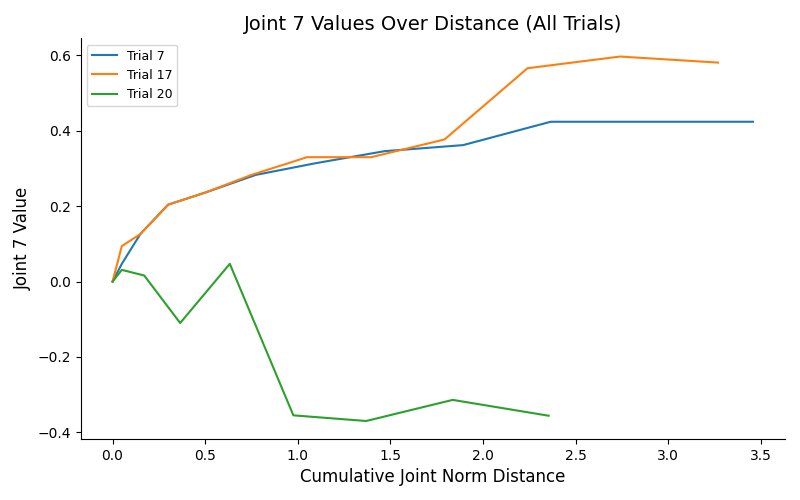 Joint 7 Values Over Distance (All Trials)
Trial 7
Trial 17
Trial 20
Joint 7 Value
0.6
0.4
0.2
0.0
−0.2
−0.4
0.0 0.5 1.0 1.5 2.0 2.5 3.0 3.5
Cumulative Joint Norm Distance